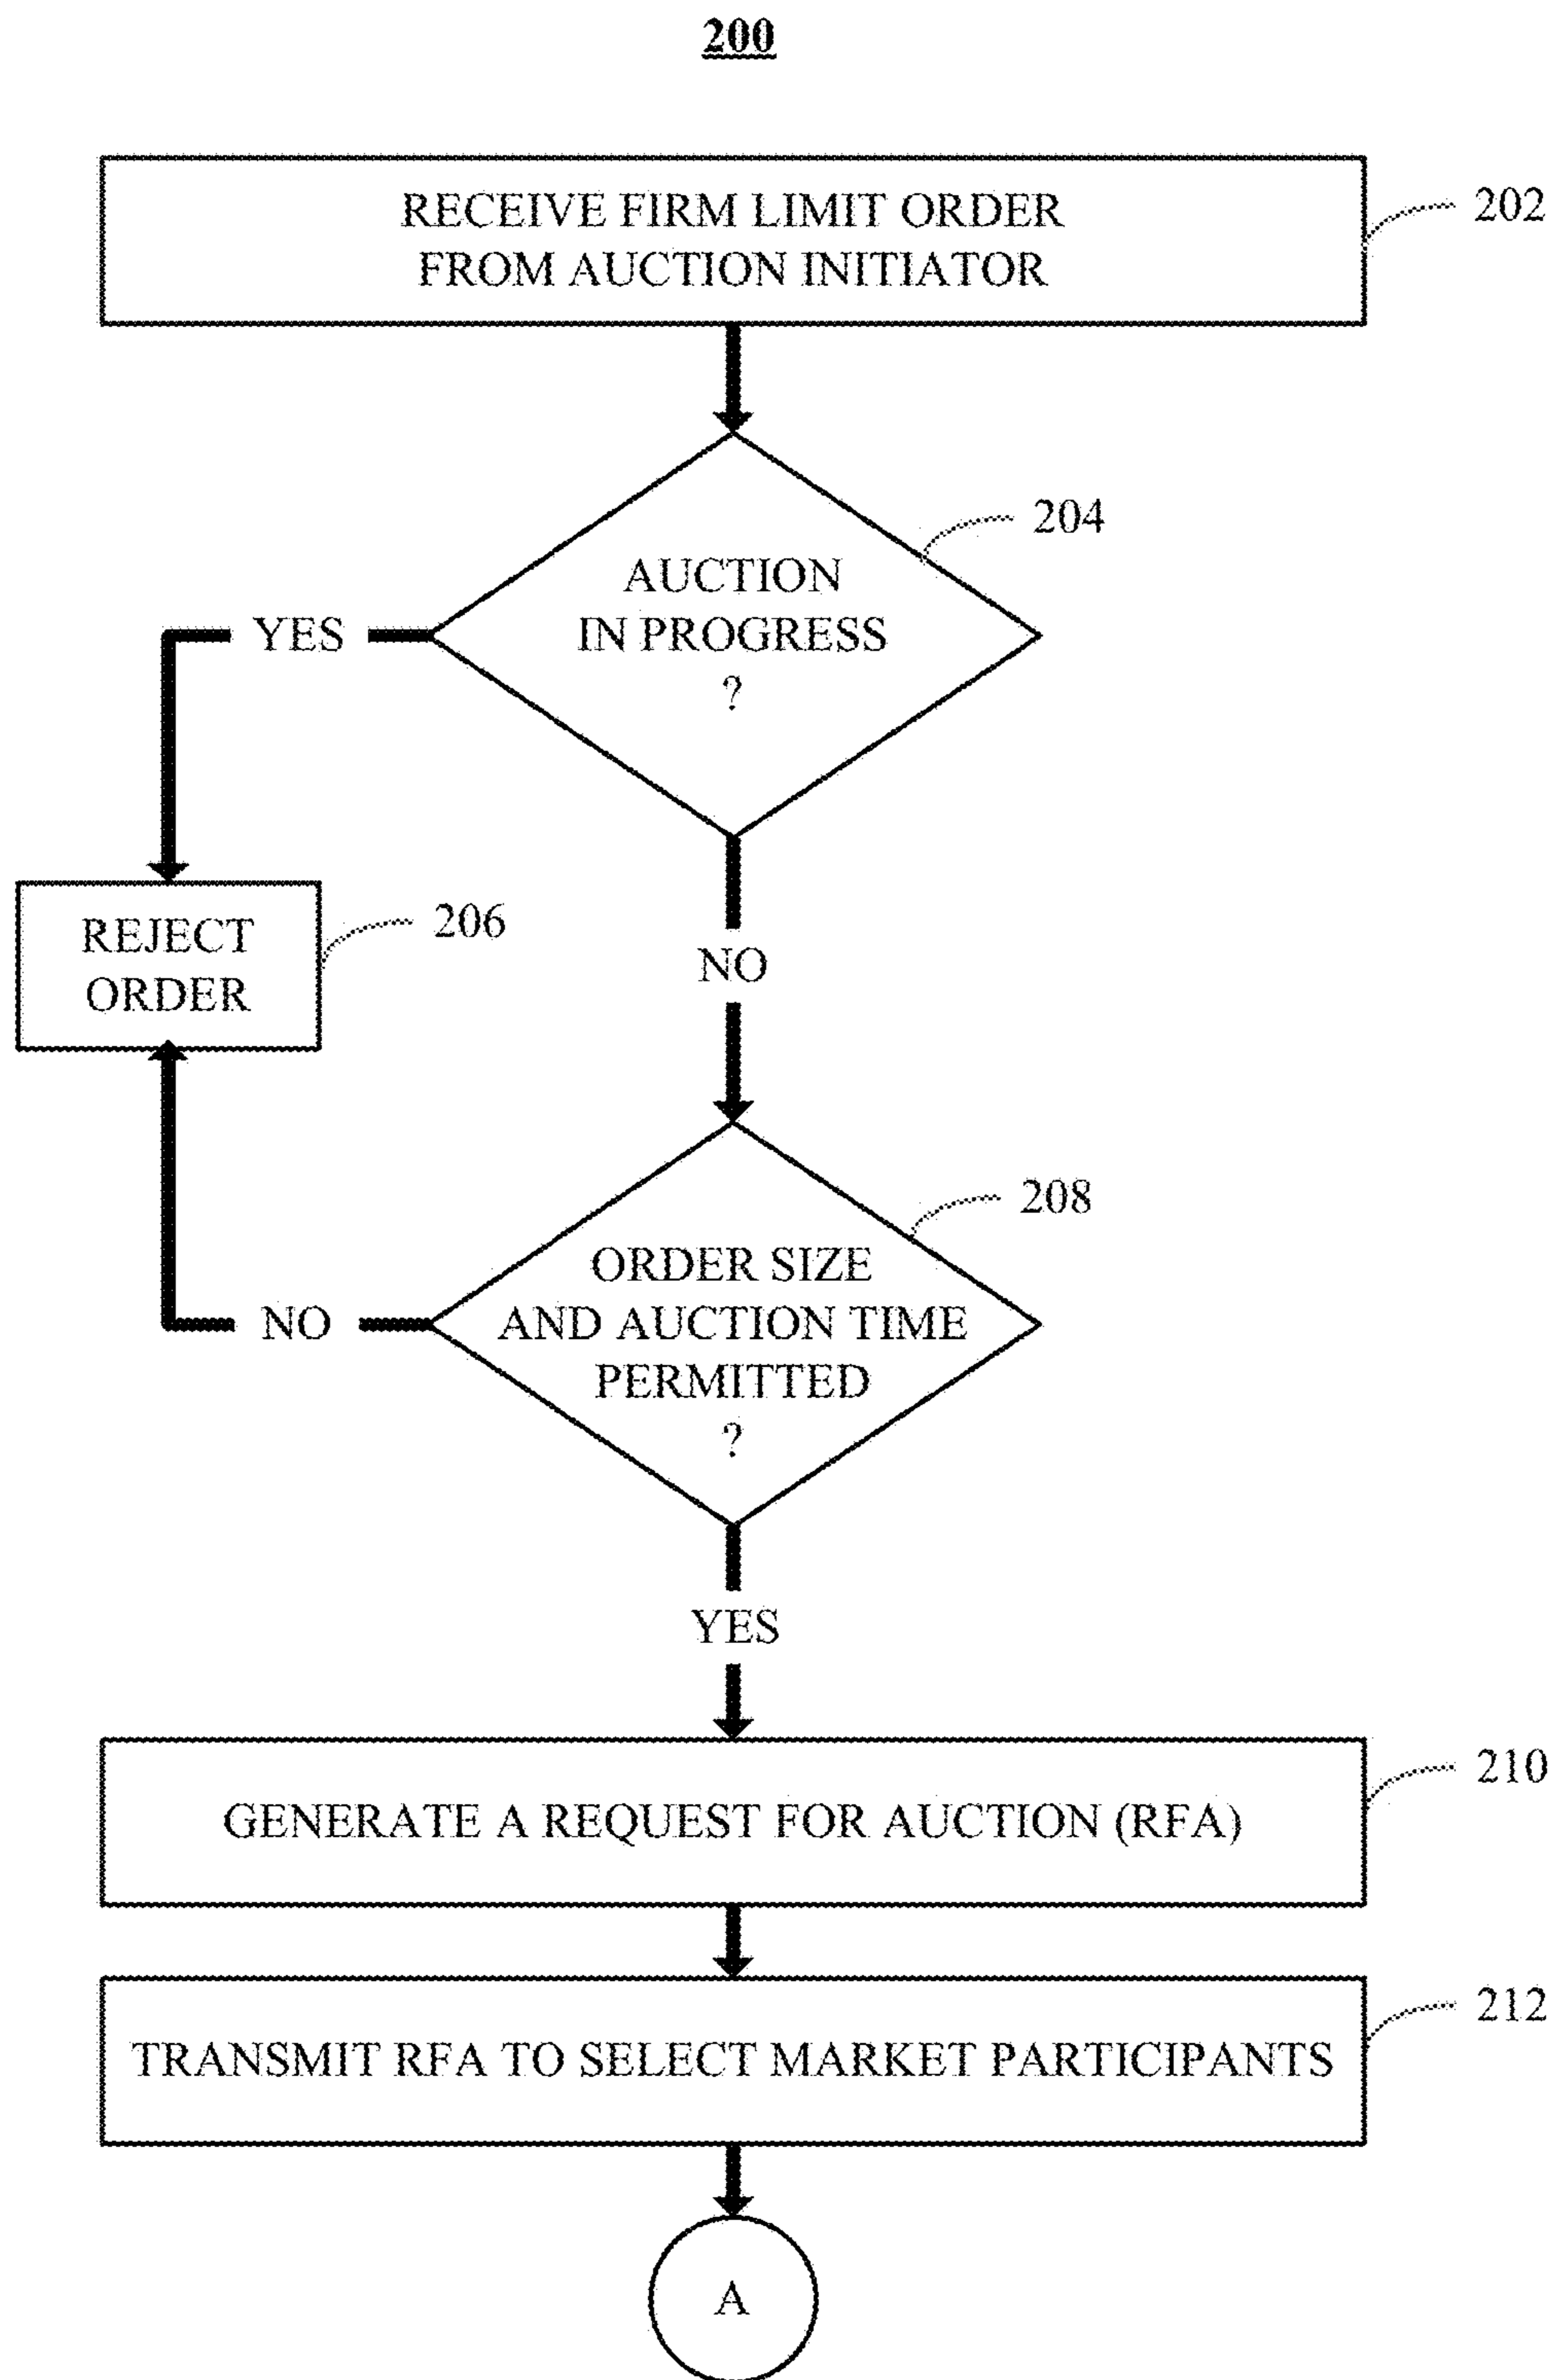 200
RECEIVE FIRM LIMIT ORDER
FROM AUCTION INITIATOR
202
204
AUCTION
IN PROGRESS
?
YES
REJECT
ORDER
206
NO
208
ORDER SIZE
AND AUCTION TIME
PERMITTED
?
NO
YES
210
GENERATE A REQUEST FOR AUCTION (RFA)
212
TRANSMIT RFA TO SELECT MARKET PARTICIPANTS
A